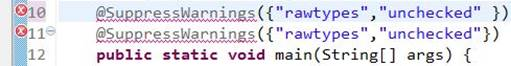 10 @SuppressWarnings({"rawtypes","unchecked" })
11 @SuppressWarnings({"rawtypes","unchecked"})
12 public static void main(String[] args) {